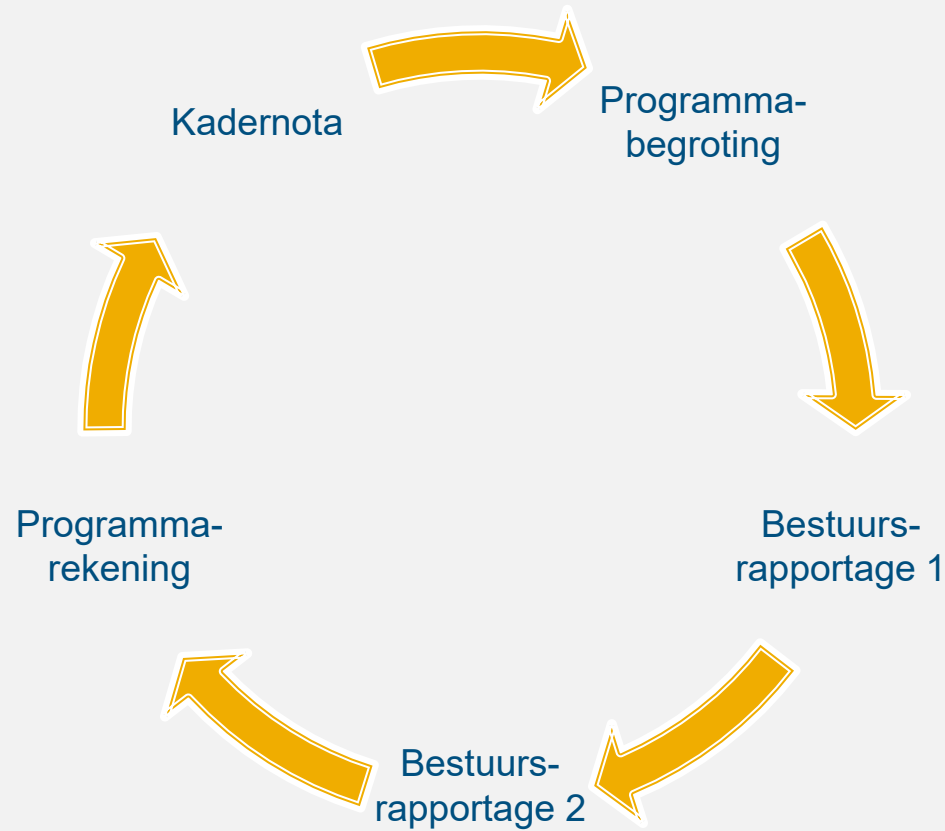 Kadernota
Programma-
begroting
Bestuurs-
rapportage 1
Bestuurs-
rapportage 2
Programma-
rekening